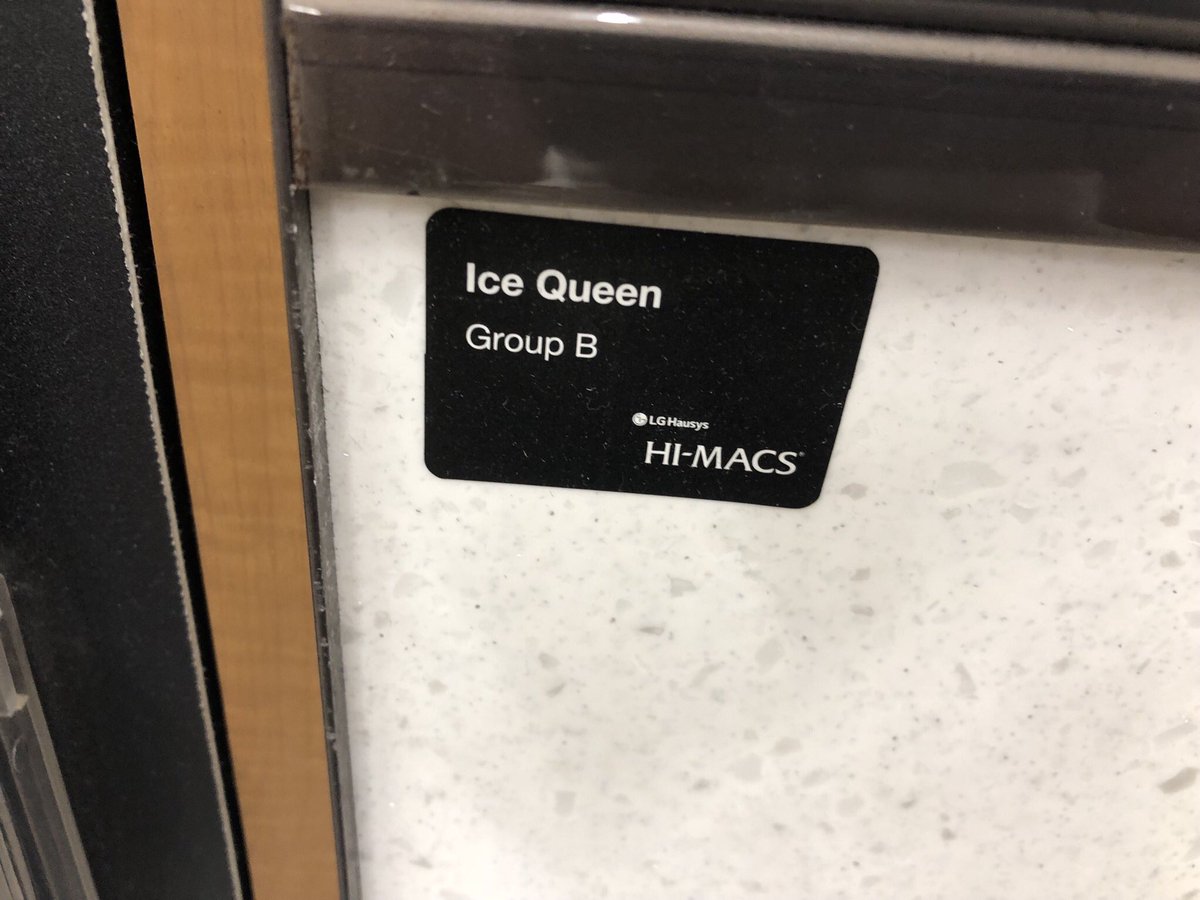 Ice Queen
Group B
LG Hausys
HI-MACS®